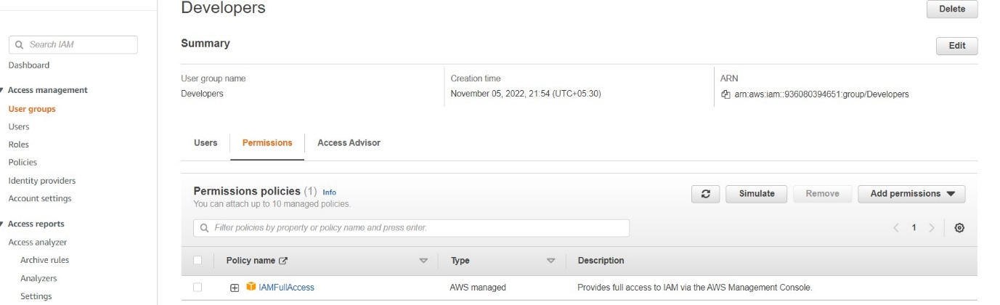 Developers
Delete
Search IAM
Summary
Edit
Dashboard
User group name
Creation time
ARN
Access management
Developers
November 05, 2022, 21:54 (UTC+05:30)
arn:aws:iam::936080394651:group/Developers
User groups
Users
Roles
Users
Permissions
Access Advisor
Policies
Identity providers
Account settings
Permissions policies (1) Info
You can attach up to 10 managed policies.
Simulate
Remove
Add permissions
Access reports
Filter policies by property or policy name and press enter.
1
Access analyzer
Archive rules
Policy name
Type
Description
Analyzers
IAMFullAccess
AWS managed
Provides full access to IAM via the AWS Management Console.
Settings